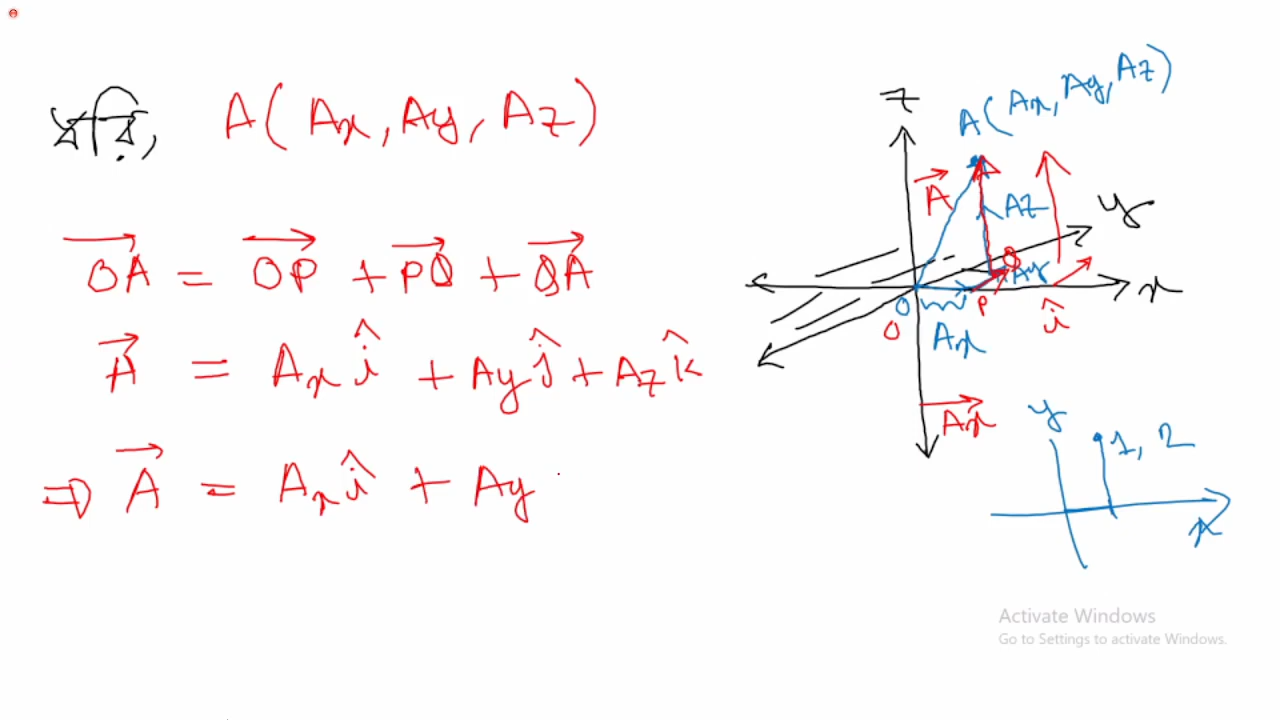 যদি, A(Ax, Ay, Az)
OA = OP + PQ + QA
A = Ax î + Ay ĵ + Az k̂
⇒ A = Ax î + Ay
z
A(Ax, Ay, Az)
A
Az
y
Q
Ay
x
O
P
î
O
Ax
Ax
y
1, 2
x
Activate Windows
Go to Settings to activate Windows.